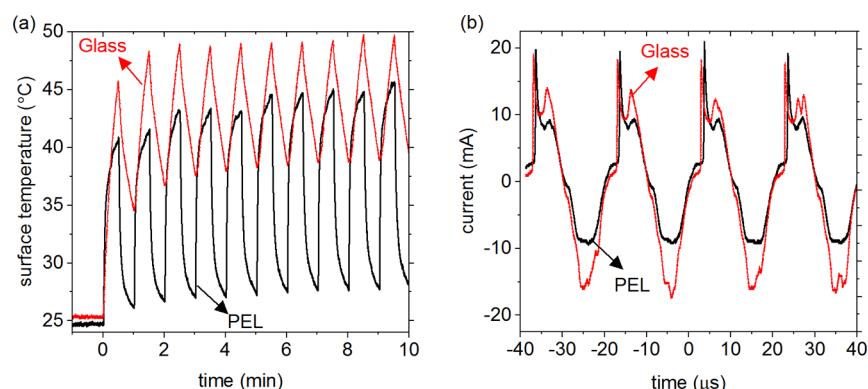 (a)
Glass
PEL
surface temperature (°C)
50
45
40
35
30
25
0
2
4
6
8
10
time (min)
(b)
Glass
PEL
current (mA)
20
10
0
-10
-20
-40
-30
-20
-10
0
10
20
30
40
time (μs)